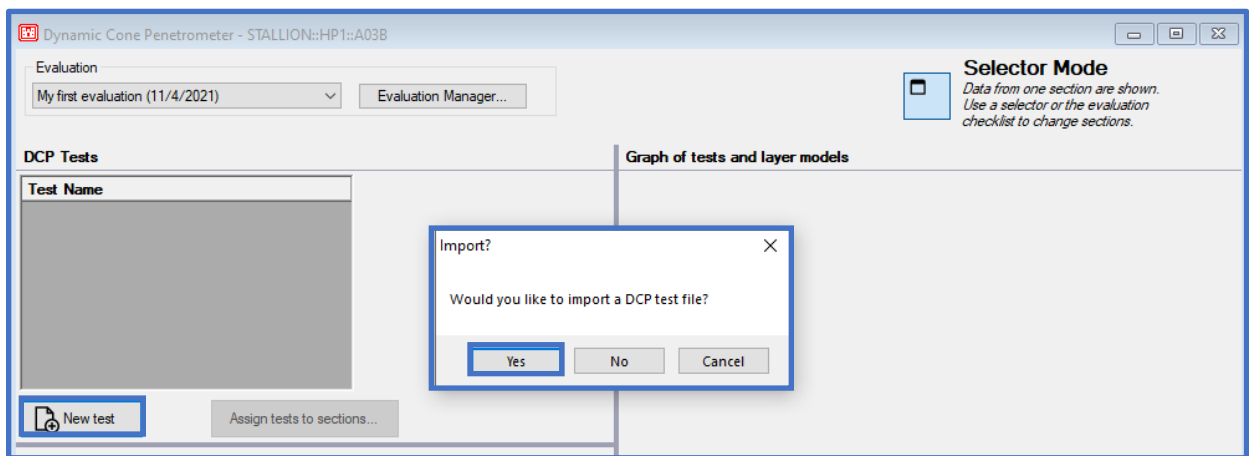 Dynamic Cone Penetrometer - STALLION::HP1::A03B
Evaluation
My first evaluation (11/4/2021)
Evaluation Manager...
Selector Mode
Data from one section are shown.
Use a selector or the evaluation
checklist to change sections.
DCP Tests
Graph of tests and layer models
Test Name
Import?
Would you like to import a DCP test file?
Yes
No
Cancel
New test
Assign tests to sections...